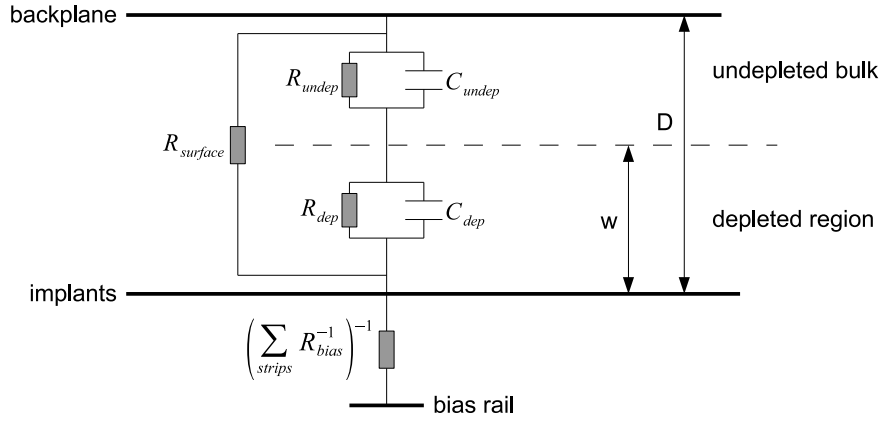 backplane
undepleted bulk
R_undep
C_undep
D
R_surface
w
R_dep
C_dep
depleted region
implants
(∑_strips R_bias^−1)^−1
bias rail